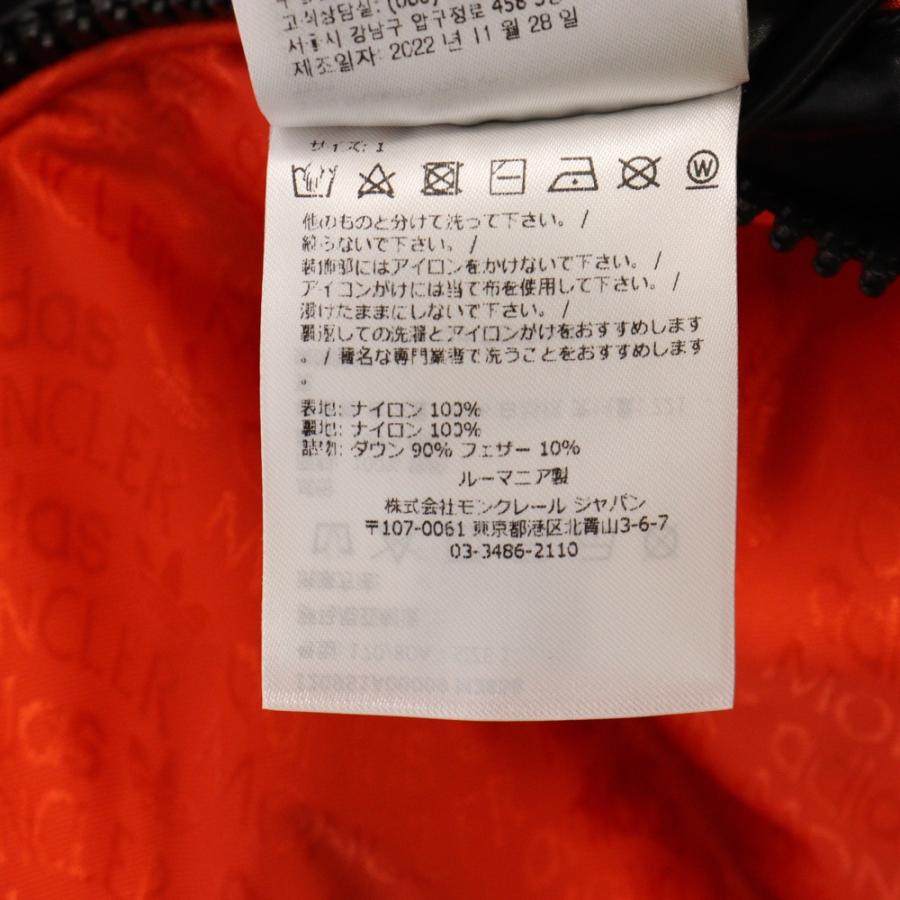 고객상담실: (080)
서울시 강남구 압구정로 458
제조일자: 2022 년 11 월 28 일
サイズ: 1
W
他のものと分けて洗って下さい。 /
絞らないで下さい。 /
装飾部にはアイロンをかけないで下さい。 /
アイロンがけには当て布を使用して下さい。 /
漬けたままにしないで下さい。 /
裏返しての洗濯とアイロンがけをおすすめします
。 / 著名な専門業者で洗うことをおすすめします
。
表地: ナイロン 100%
裏地: ナイロン 100%
詰物: ダウン 90% フェザー 10%
ルーマニア製
株式会社モンクレール ジャパン
〒107-0061 東京都港区北青山3-6-7
03-3486-2110